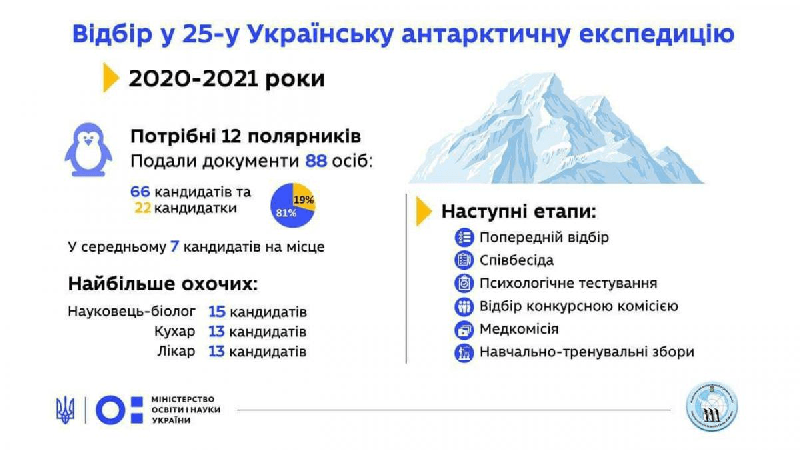 Відбір у 25-у Українську антарктичну експедицію
2020-2021 роки
Потрібні 12 полярників
Подали документи 88 осіб:
66 кандидатів та
22 кандидатки
19%
81%
У середньому 7 кандидатів на місце
Найбільше охочих:
Науковець-біолог 15 кандидатів
Кухар 13 кандидатів
Лікар 13 кандидатів
Наступні етапи:
Попередній відбір
Співбесіда
Психологічне тестування
Відбір конкурсною комісією
Медкомісія
Навчально-тренувальні збори
МІНІСТЕРСТВО
ОСВІТИ І НАУКИ
УКРАЇНИ